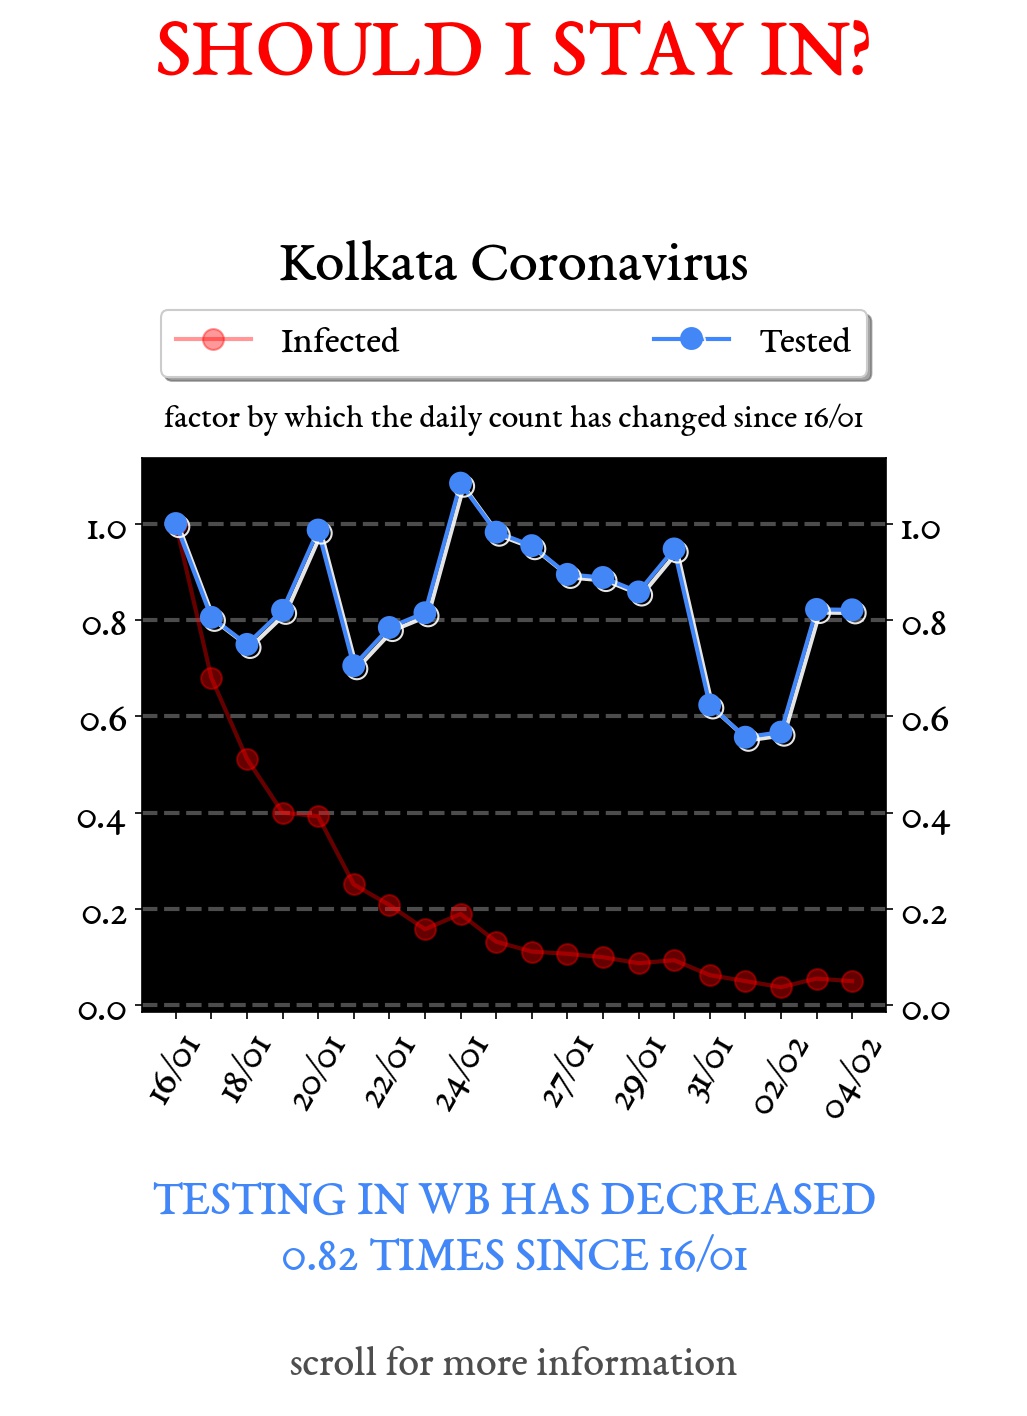 SHOULD I STAY IN?
Kolkata Coronavirus
Infected Tested
factor by which the daily count has changed since 16/01
1.0 1.0
0.8 0.8
0.6 0.6
0.4 0.4
0.2 0.2
0.0 0.0
16/01 18/01 20/01 22/01 24/01 27/01 29/01 31/01 02/02 04/02
TESTING IN WB HAS DECREASED
0.82 TIMES SINCE 16/01
scroll for more information